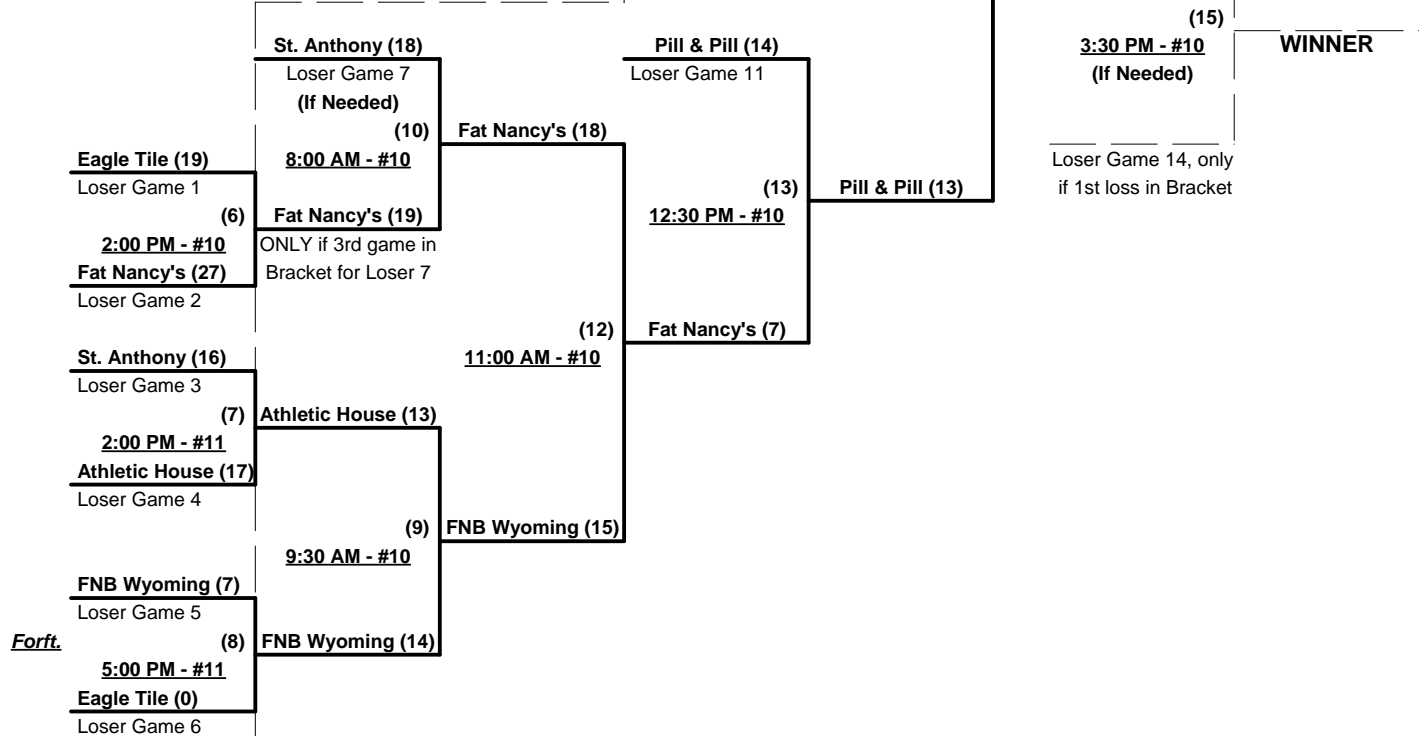 (15)
3:30 PM - #10
(If Needed)
WINNER
St. Anthony (18)
Loser Game 7
(If Needed)
(10)
8:00 AM - #10
Pill & Pill (14)
Loser Game 11
Fat Nancy's (18)
Eagle Tile (19)
Loser Game 1
(6)
2:00 PM - #10
Fat Nancy's (27)
Loser Game 2
Fat Nancy's (19)
ONLY if 3rd game in
Bracket for Loser 7
(13)
12:30 PM - #10
Pill & Pill (13)
Loser Game 14, only
if 1st loss in Bracket
(12)
11:00 AM - #10
Fat Nancy's (7)
St. Anthony (16)
Loser Game 3
(7)
2:00 PM - #11
Athletic House (17)
Loser Game 4
Athletic House (13)
(9)
9:30 AM - #10
FNB Wyoming (15)
FNB Wyoming (7)
Loser Game 5
Forft.
(8)
5:00 PM - #11
Eagle Tile (0)
Loser Game 6
FNB Wyoming (14)